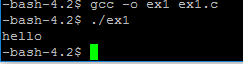 -bash-4.2$ gcc -o ex1 ex1.c
-bash-4.2$ ./ex1
hello
-bash-4.2$